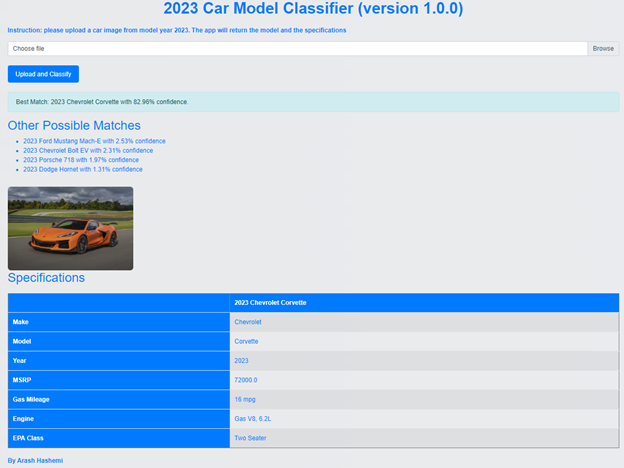 2023 Car Model Classifier (version 1.0.0)
Instruction: please upload a car image from model year 2023. The app will return the model and the specifications
Choose file Browse
Upload and Classify
Best Match: 2023 Chevrolet Corvette with 82.96% confidence.
Other Possible Matches
2023 Ford Mustang Mach-E with 2.53% confidence
2023 Chevrolet Bolt EV with 2.31% confidence
2023 Porsche 718 with 1.97% confidence
2023 Dodge Hornet with 1.31% confidence
Specifications
2023 Chevrolet Corvette
Make Chevrolet
Model Corvette
Year 2023
MSRP 72000.0
Gas Mileage 16 mpg
Engine Gas V8, 6.2L
EPA Class Two Seater
By Arash Hashemi